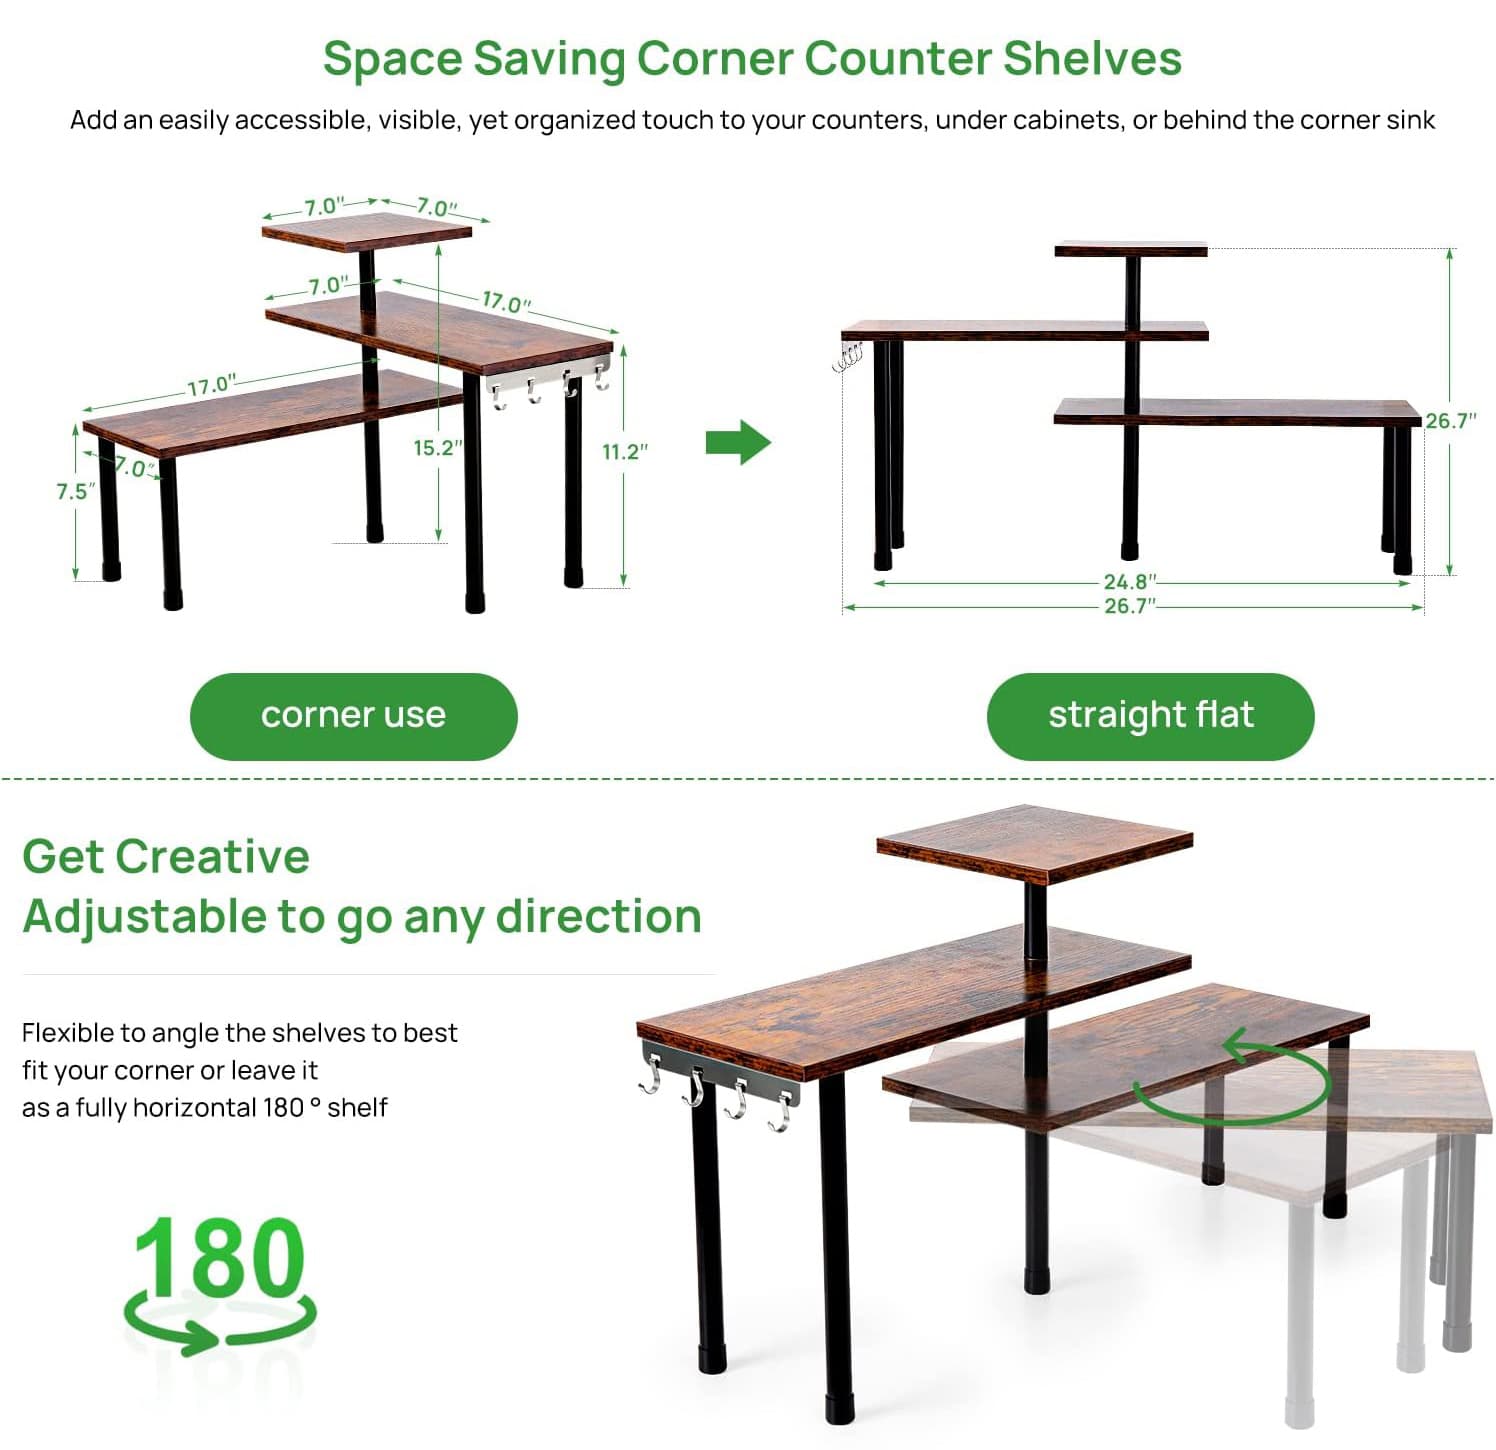 Space Saving Corner Counter Shelves
Add an easily accessible, visible, yet organized touch to your counters, under cabinets, or behind the corner sink
7.0"
7.0"
7.0"
17.0"
17.0"
7.0"
7.5"
15.2"
11.2"
26.7"
24.8"
26.7"
corner use
straight flat
Get Creative
Adjustable to go any direction
Flexible to angle the shelves to best
fit your corner or leave it
as a fully horizontal 180 ° shelf
180